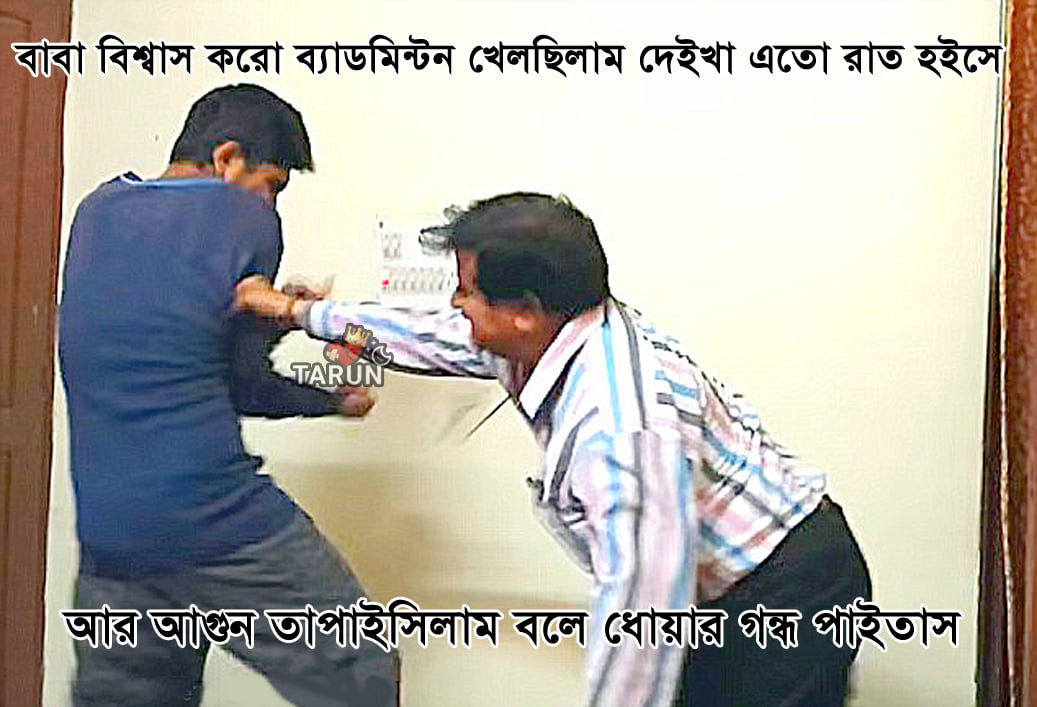 বাবা বিশ্বাস করো ব্যাডমিন্টন খেলছিলাম দেইখা এতো রাত হইসে
TARUN
আর আগুন তাপাইসিলাম বলে ধোয়ার গন্ধ পাইতাস